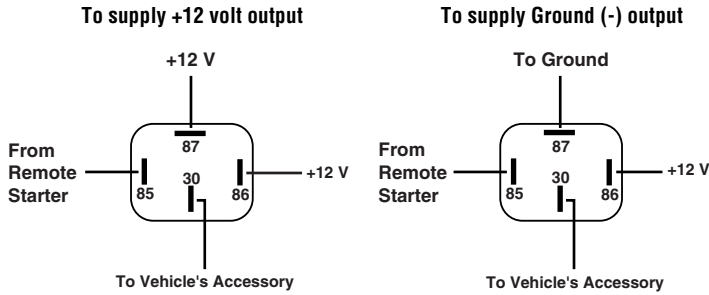 To supply +12 volt output
+12 V
From
Remote
Starter
87
85
30
86
+12 V
To Vehicle's Accessory
To supply Ground (-) output
To Ground
From
Remote
Starter
87
85
30
86
+12 V
To Vehicle's Accessory